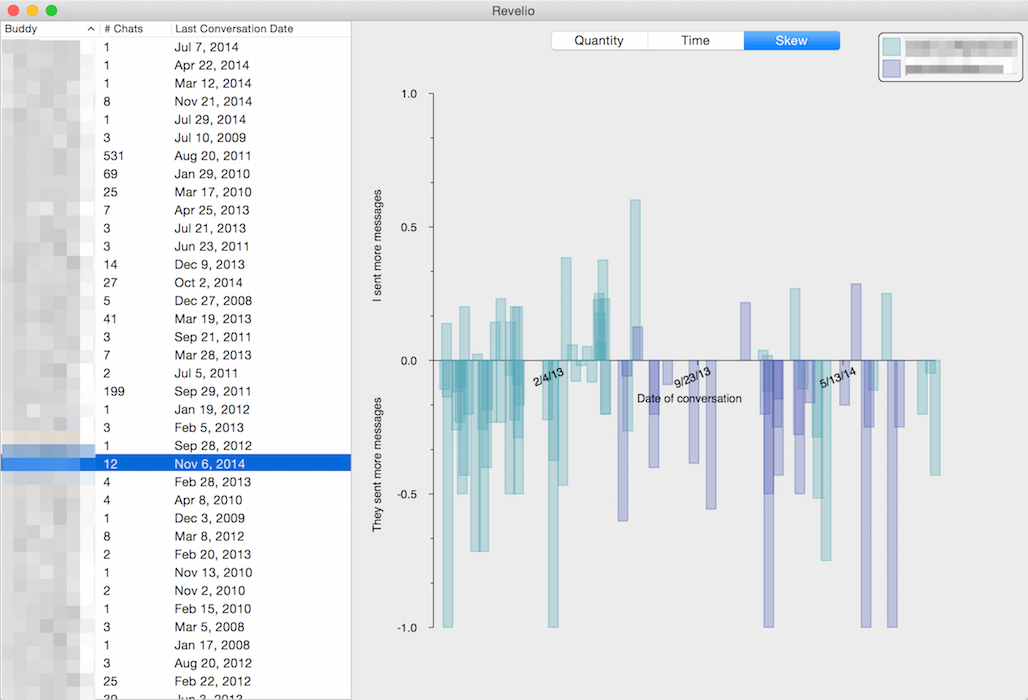 Revelio
Buddy # Chats Last Conversation Date
1 Jul 7, 2014
1 Apr 22, 2014
1 Mar 12, 2014
8 Nov 21, 2014
1 Jul 29, 2014
3 Jul 10, 2009
531 Aug 20, 2011
69 Jan 29, 2010
25 Mar 17, 2010
7 Apr 25, 2013
3 Jul 21, 2013
3 Jun 23, 2011
14 Dec 9, 2013
27 Oct 2, 2014
5 Dec 27, 2008
41 Mar 19, 2013
3 Sep 21, 2011
7 Mar 28, 2013
2 Jul 5, 2011
199 Sep 29, 2011
1 Jan 19, 2012
3 Feb 5, 2013
1 Sep 28, 2012
12 Nov 6, 2014
4 Feb 28, 2013
4 Apr 8, 2010
1 Dec 3, 2009
8 Mar 8, 2012
2 Feb 20, 2013
1 Nov 13, 2010
2 Nov 2, 2010
1 Feb 15, 2010
3 Mar 5, 2008
1 Jan 17, 2008
3 Aug 20, 2012
25 Feb 22, 2012
Quantity Time Skew
1.0
0.5
0.0
-0.5
-1.0
I sent more messages
They sent more messages
2/4/13 9/23/13 5/13/14
Date of conversation